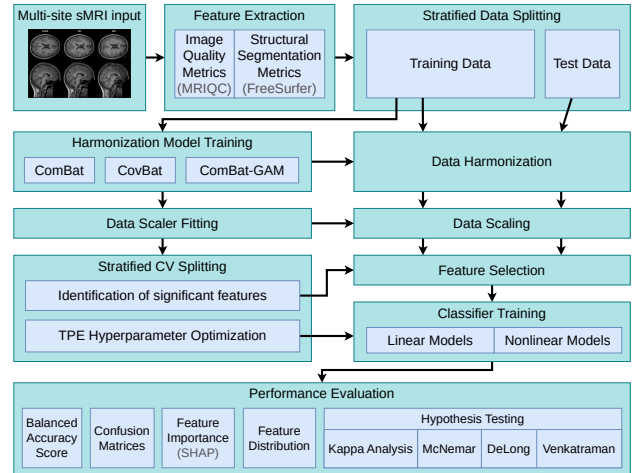 Multi-site sMRI input
Feature Extraction
Image
Quality
Metrics
(MRIQC)
Structural
Segmentation
Metrics
(FreeSurfer)
Stratified Data Splitting
Training Data
Test Data
Harmonization Model Training
ComBat
CovBat
ComBat-GAM
Data Harmonization
Data Scaler Fitting
Data Scaling
Stratified CV Splitting
Identification of significant features
TPE Hyperparameter Optimization
Feature Selection
Classifier Training
Linear Models
Nonlinear Models
Performance Evaluation
Balanced
Accuracy
Score
Confusion
Matrices
Feature
Importance
(SHAP)
Feature
Distribution
Hypothesis Testing
Kappa Analysis
McNemar
DeLong
Venkatraman